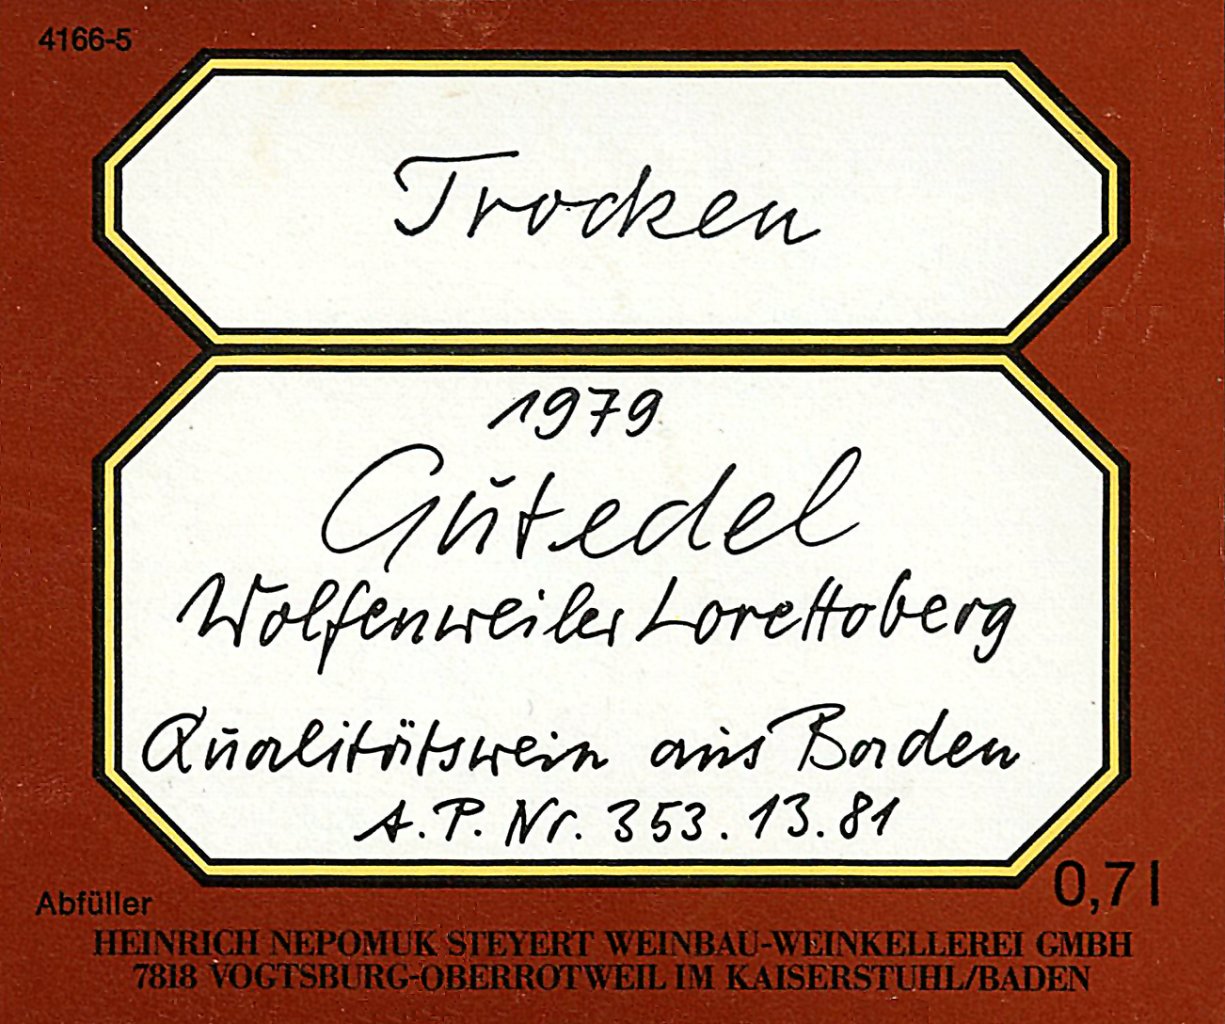 4166-5
Trocken
1979
Gutedel
Wolfenweiler Lorettoberg
Qualitätswein aus Baden
A.P. Nr. 353.13.81
0,7 l
Abfüller
HEINRICH NEPOMUK STEYERT WEINBAU-WEINKELLEREI GMBH
7818 VOGTSBURG-OBERROTWEIL IM KAISERSTUHL/BADEN